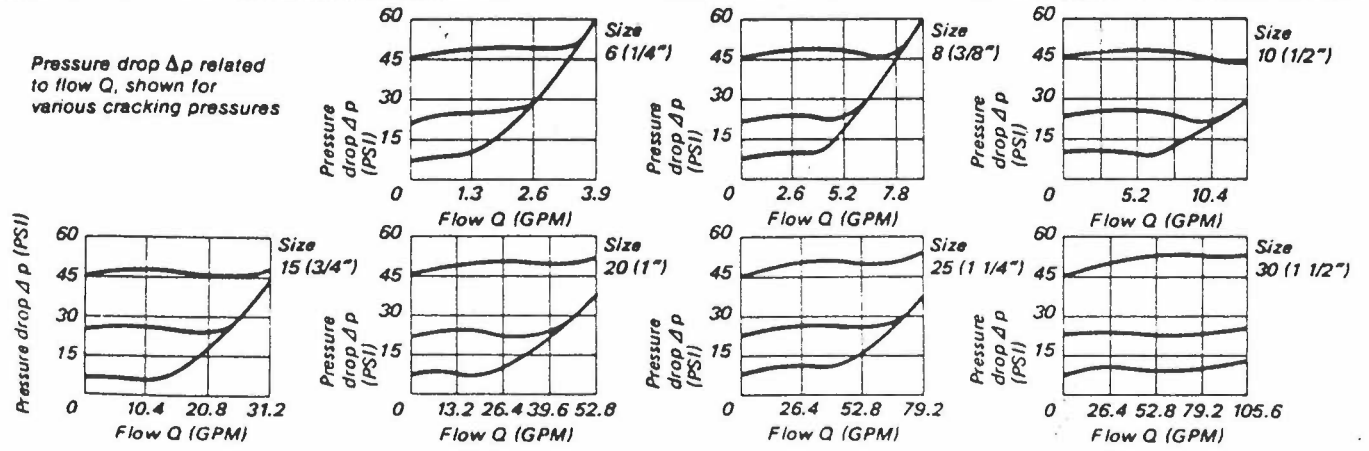 Pressure drop Δp related
to flow Q, shown for
various cracking pressures
60
45
30
15
0
Pressure
drop Δ p
(PSI)
1.3 2.6 3.9
Flow Q (GPM)
Size
6 (1/4″)
60
45
30
15
0
Pressure
drop Δ p
(PSI)
2.6 5.2 7.8
Flow Q (GPM)
Size
8 (3/8″)
60
45
30
15
0
Pressure
drop Δ p
(PSI)
5.2 10.4
Flow Q (GPM)
Size
10 (1/2″)
60
45
30
15
0
Pressure drop Δ p (PSI)
10.4 20.8 31.2
Flow Q (GPM)
Size
15 (3/4″)
60
45
30
15
0
Pressure
drop Δ p
(PSI)
13.2 26.4 39.6 52.8
Flow Q (GPM)
Size
20 (1″)
60
45
30
15
0
Pressure
drop Δ p
(PSI)
26.4 52.8 79.2
Flow Q (GPM)
Size
25 (1 1/4″)
60
45
30
15
0
Pressure
drop Δ p
(PSI)
26.4 52.8 79.2 105.6
Flow Q (GPM)
Size
30 (1 1/2″)